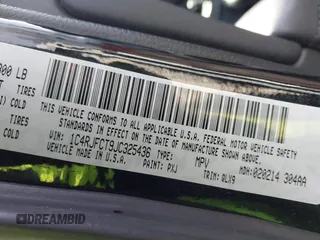 000 LB
TIRES
COLD
TIRES
COLD
THIS VEHICLE CONFORMS TO ALL APPLICABLE U.S.A. FEDERAL MOTOR VEHICLE SAFETY
STANDARDS IN EFFECT ON THE DATE OF MANUFACTURE SHOWN ABOVE.
VIN: 1C4RJFCT9JC325436
VEHICLE MADE IN U.S.A.
PAINT: PXJ
MPV
TRIM: QLX9
MDH: 020214 304AA
DREAMBID